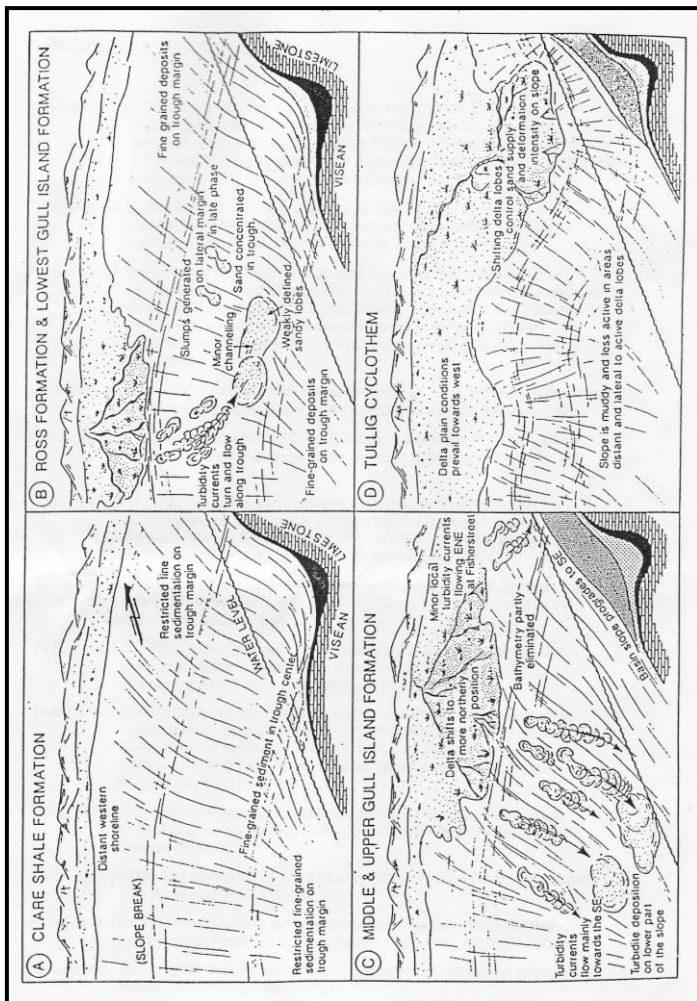 A CLARE SHALE FORMATION
Distant western
shoreline
(SLOPE BREAK)
Restricted line
sedimentation on
trough margin
WATER LEVEL
Fine-grained sediment in trough center
Restricted line-grained
sedimentation on
trough margin
VISEAN
LIMESTONE
B ROSS FORMATION & LOWEST GULL ISLAND FORMATION
Fine grained deposits
on trough margin
Slumps generated
on lateral margin
in late phase
Sand concentrated
in trough
Minor
channelling
Weakly defined
sandy lobes
Turbidity
currents
turn and flow
along trough
Fine-grained deposits
on trough margin
VISEAN
LIMESTONE
C MIDDLE & UPPER GULL ISLAND FORMATION
Delta shifts to
more northerly
position
Minor local
turbidity currents
flowing ENE
at Fisherstreet
Bathymetry partly
eliminated
Basin slope progrades to SE
Turbidity
currents
flow mainly
towards the SE
Turbidite deposition
on lower part
of the slope
D TULLIG CYCLOTHEM
Delta plain conditions
prevail towards west
Shifting delta lobes
control sand supply
and deformation
intensity on slope
Slope is muddy and less active in areas
distant and lateral to active delta lobes